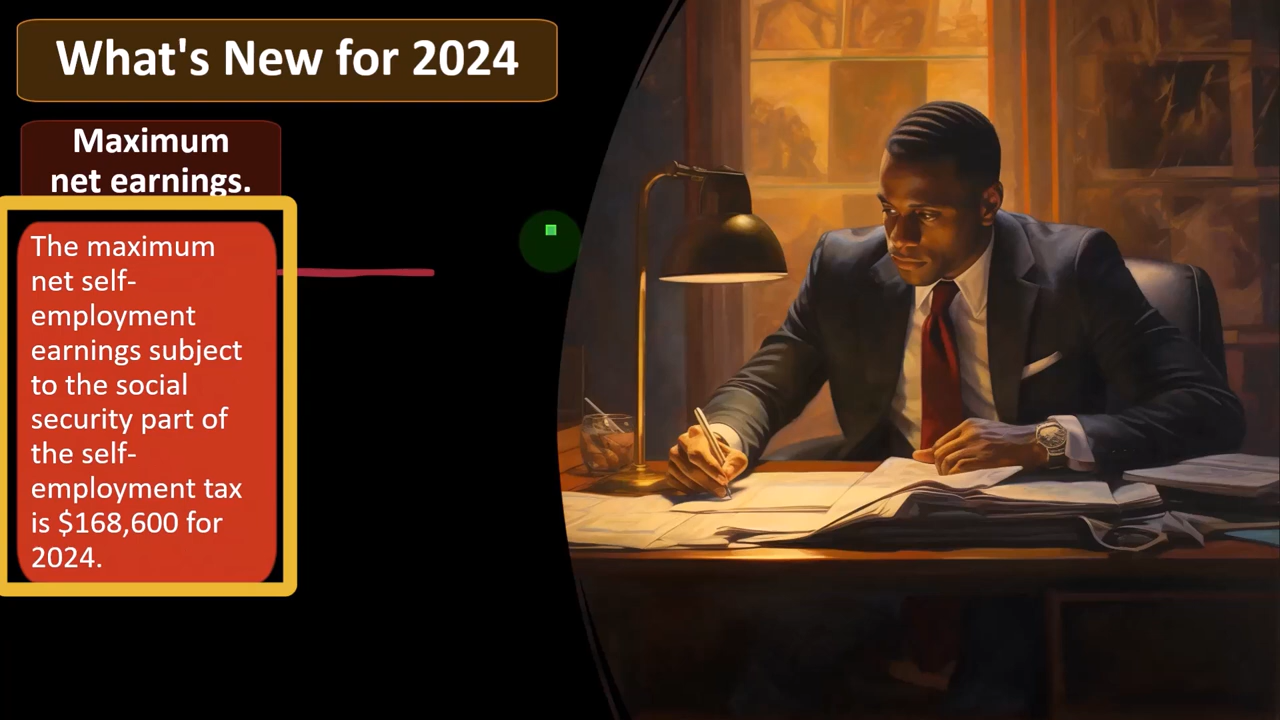 What's New for 2024
Maximum
net earnings.
The maximum
net self-
employment
earnings subject
to the social
security part of
the self-
employment tax
is $168,600 for
2024.